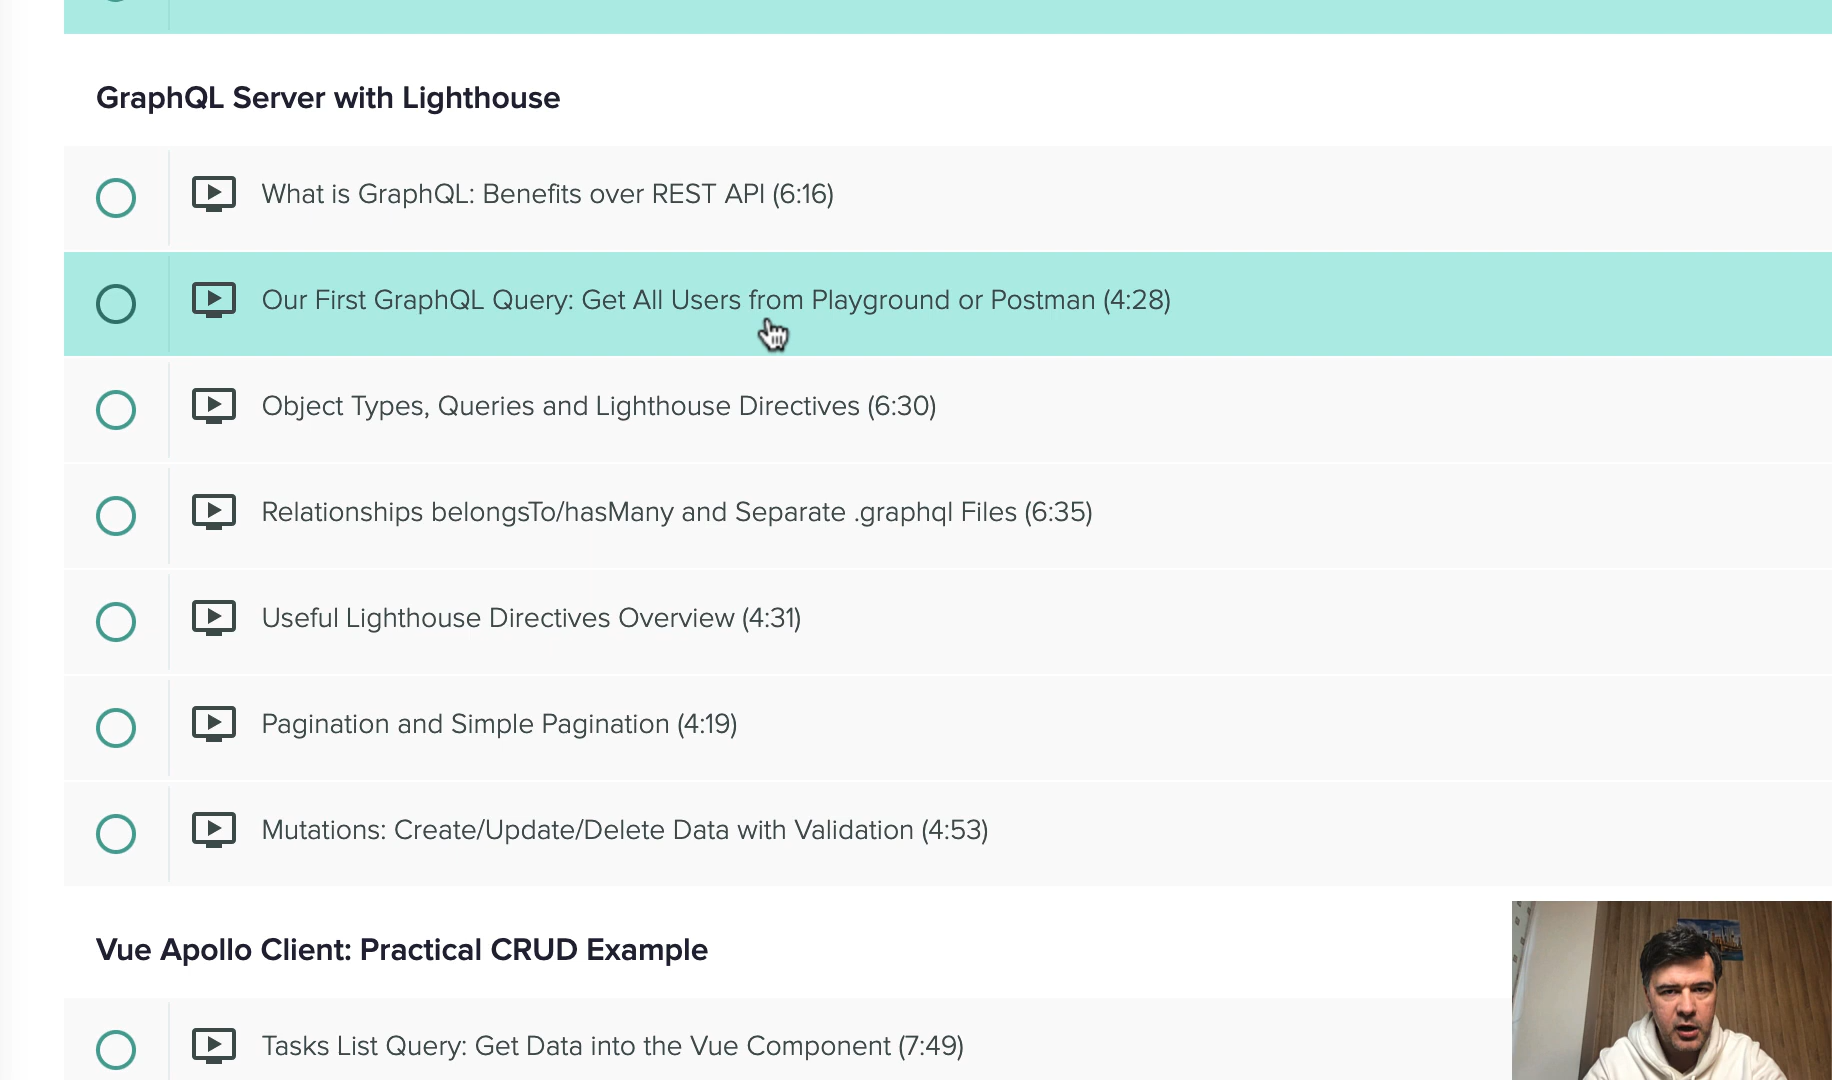 GraphQL Server with Lighthouse
What is GraphQL: Benefits over REST API (6:16)
Our First GraphQL Query: Get All Users from Playground or Postman (4:28)
Object Types, Queries and Lighthouse Directives (6:30)
Relationships belongsTo/hasMany and Separate .graphql Files (6:35)
Useful Lighthouse Directives Overview (4:31)
Pagination and Simple Pagination (4:19)
Mutations: Create/Update/Delete Data with Validation (4:53)
Vue Apollo Client: Practical CRUD Example
Tasks List Query: Get Data into the Vue Component (7:49)